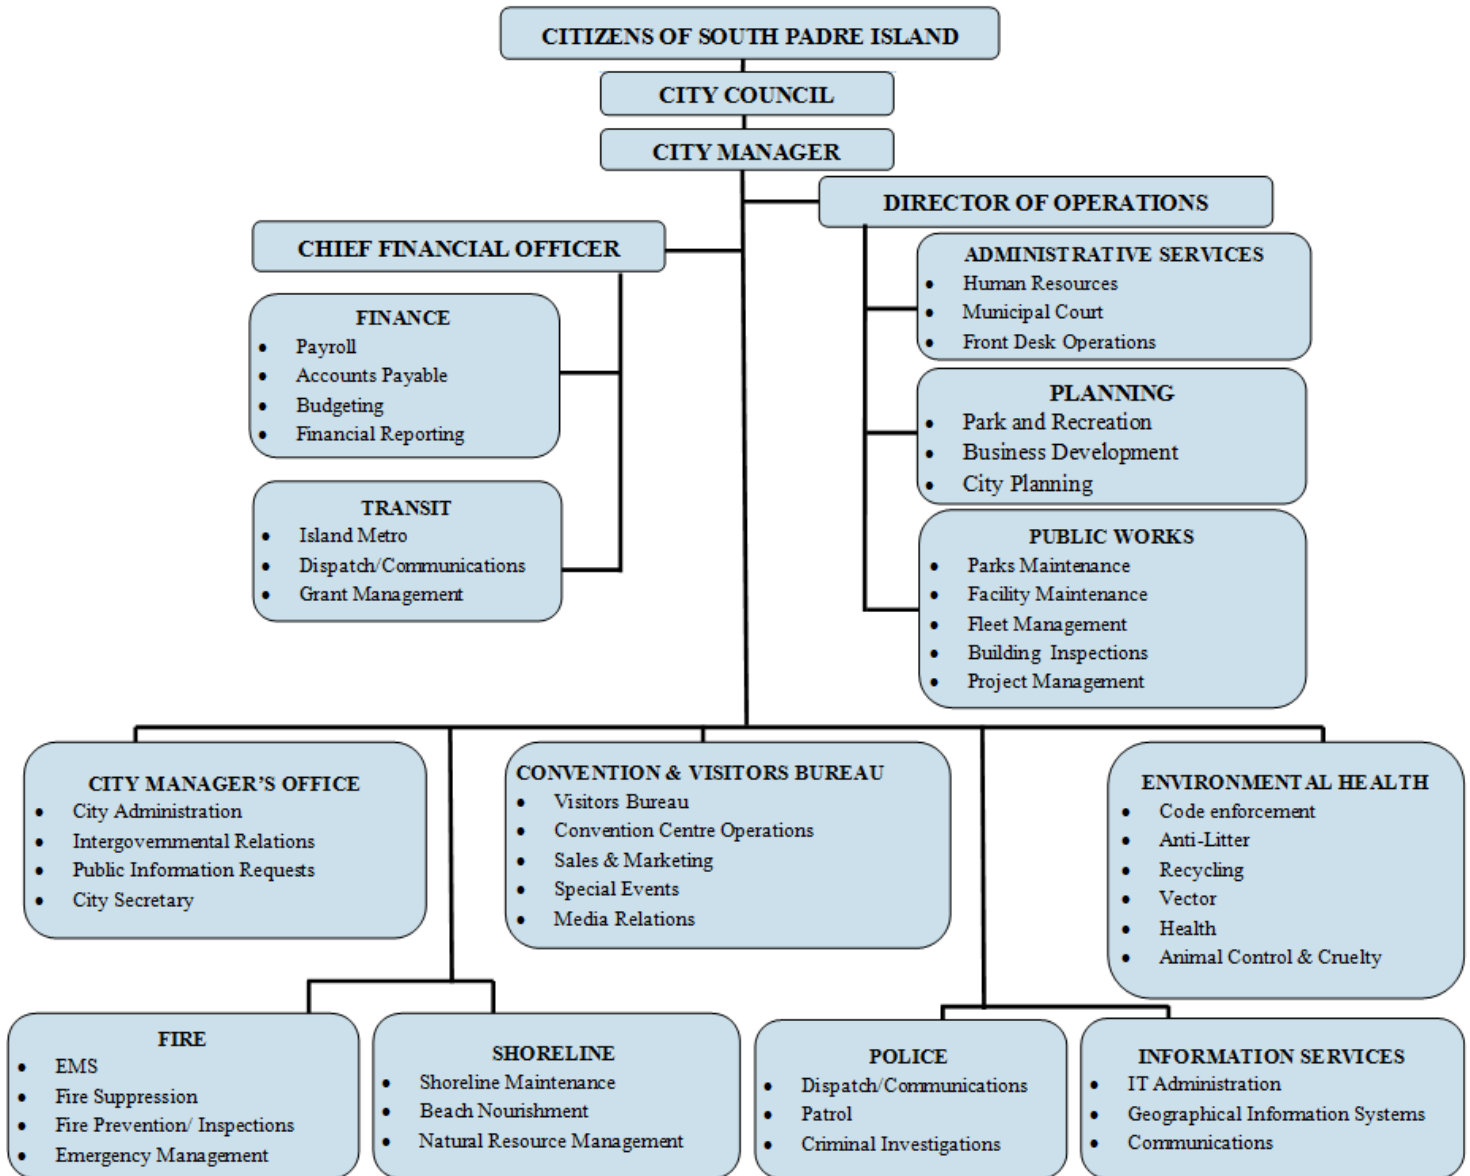 CITIZENS OF SOUTH PADRE ISLAND
CITY COUNCIL
CITY MANAGER
DIRECTOR OF OPERATIONS
CHIEF FINANCIAL OFFICER
ADMINISTRATIVE SERVICES
• Human Resources
• Municipal Court
• Front Desk Operations
FINANCE
• Payroll
• Accounts Payable
• Budgeting
• Financial Reporting
PLANNING
• Park and Recreation
• Business Development
• City Planning
TRANSIT
• Island Metro
• Dispatch/Communications
• Grant Management
PUBLIC WORKS
• Parks Maintenance
• Facility Maintenance
• Fleet Management
• Building Inspections
• Project Management
CITY MANAGER’S OFFICE
• City Administration
• Intergovernmental Relations
• Public Information Requests
• City Secretary
CONVENTION & VISITORS BUREAU
• Visitors Bureau
• Convention Centre Operations
• Sales & Marketing
• Special Events
• Media Relations
ENVIRONMENTAL HEALTH
• Code enforcement
• Anti-Litter
• Recycling
• Vector
• Health
• Animal Control & Cruelty
FIRE
• EMS
• Fire Suppression
• Fire Prevention/ Inspections
• Emergency Management
SHORELINE
• Shoreline Maintenance
• Beach Nourishment
• Natural Resource Management
POLICE
• Dispatch/Communications
• Patrol
• Criminal Investigations
INFORMATION SERVICES
• IT Administration
• Geographical Information Systems
• Communications